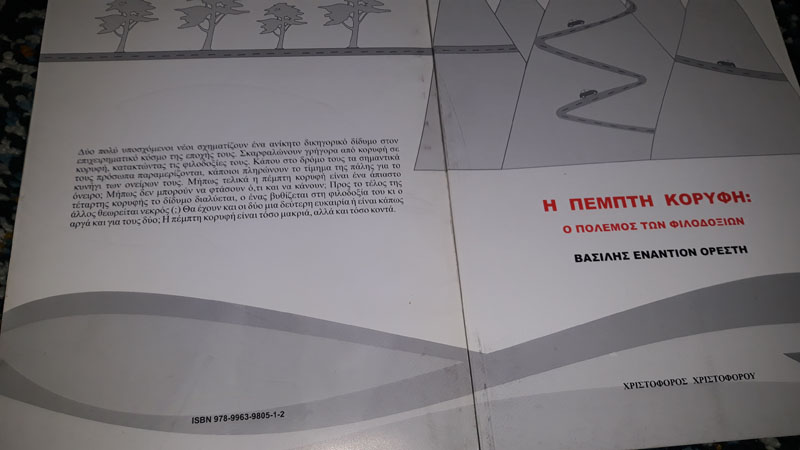 Δύο πολύ υποσχόμενοι νέοι σχηματίζουν ένα ανίκητο δικηγορικό δίδυμο στον
επιχειρηματικό κόσμο της εποχής τους. Σκαρφαλώνουν γρήγορα από κορυφή σε
κορυφή, κατακτώντας τις φιλοδοξίες τους. Κάπου στο δρόμο τους τα σημαντικά
τους πρόσωπα παραμερίζονται, κάποιοι πληρώνουν το τίμημα της πάλης για το
κυνήγι των ονείρων τους. Μήπως τελικά η πέμπτη κορυφή είναι ένα άπιαστο
όνειρο; Μήπως δεν μπορούν να φτάσουν ό,τι και να κάνουν; Προς το τέλος της
τέταρτης κορυφής το δίδυμο διαλύεται, ο ένας βυθίζεται στη φιλοδοξία του κι ο
άλλος θεωρείται νεκρός (;) Θα έχουν και οι δύο μια δεύτερη ευκαιρία ή είναι κάπως
αργά και για τους δύο; Η πέμπτη κορυφή είναι τόσο μακριά, αλλά και τόσο κοντά.
ISBN 978-9963-9805-1-2
Η ΠΕΜΠΤΗ ΚΟΡΥΦΗ:
Ο ΠΟΛΕΜΟΣ ΤΩΝ ΦΙΛΟΔΟΞΙΩΝ
ΒΑΣΙΛΗΣ ΕΝΑΝΤΙΟΝ ΟΡΕΣΤΗ
ΧΡΙΣΤΟΦΟΡΟΣ ΧΡΙΣΤΟΦΟΡΟΥ